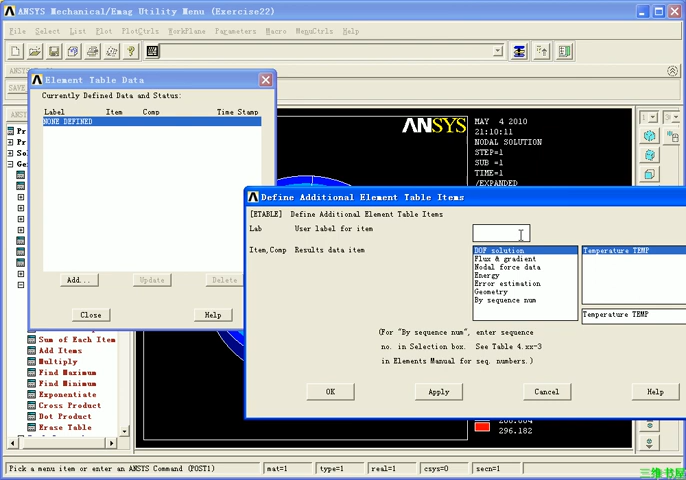 ANSYS Mechanical/Emag Utility Menu (Exercise22)
File Select List Plot PlotCtrls WorkPlane Parameters Macro MenuCtrls Help
Element Table Data
Currently Defined Data and Status:
Label Item Comp Time Stamp
NONE DEFINED
Add... Update Delete
Close Help
ANSYS
MAY 4 2010
21:10:11
NODAL SOLUTION
STEP=1
SUB =1
TIME=1
/EXPANDED
Define Additional Element Table Items
[ETABLE] Define Additional Element Table Items
Lab User label for item
Item,Comp Results data item
DOF solution
Flux & gradient
Nodal force data
Energy
Error estimation
Geometry
By sequence num
Temperature TEMP
Temperature TEMP
(For "By sequence num", enter sequence
no. in Selection box. See Table 4.xx-3
in Elements Manual for seq. numbers.)
OK Apply Cancel Help
Sum of Each Item
Add Items
Multiply
Find Maximum
Find Minimum
Exponentiate
Cross Product
Dot Product
Erase Table
296.182
Pick a menu item or enter an ANSYS Command (POST1) mat=1 type=1 real=1 csys=0 secn=1
三维书屋